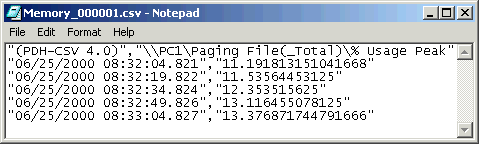 Memory_000001.csv - Notepad
File Edit Format Help
"(PDH-CSV 4.0)","\\PC1\Paging File(_Total)\% Usage Peak"
"06/25/2000 08:32:04.821","11.191813151041668"
"06/25/2000 08:32:19.822","11.53564453125"
"06/25/2000 08:32:34.824","12.353515625"
"06/25/2000 08:32:49.826","13.116455078125"
"06/25/2000 08:33:04.827","13.376871744791666"